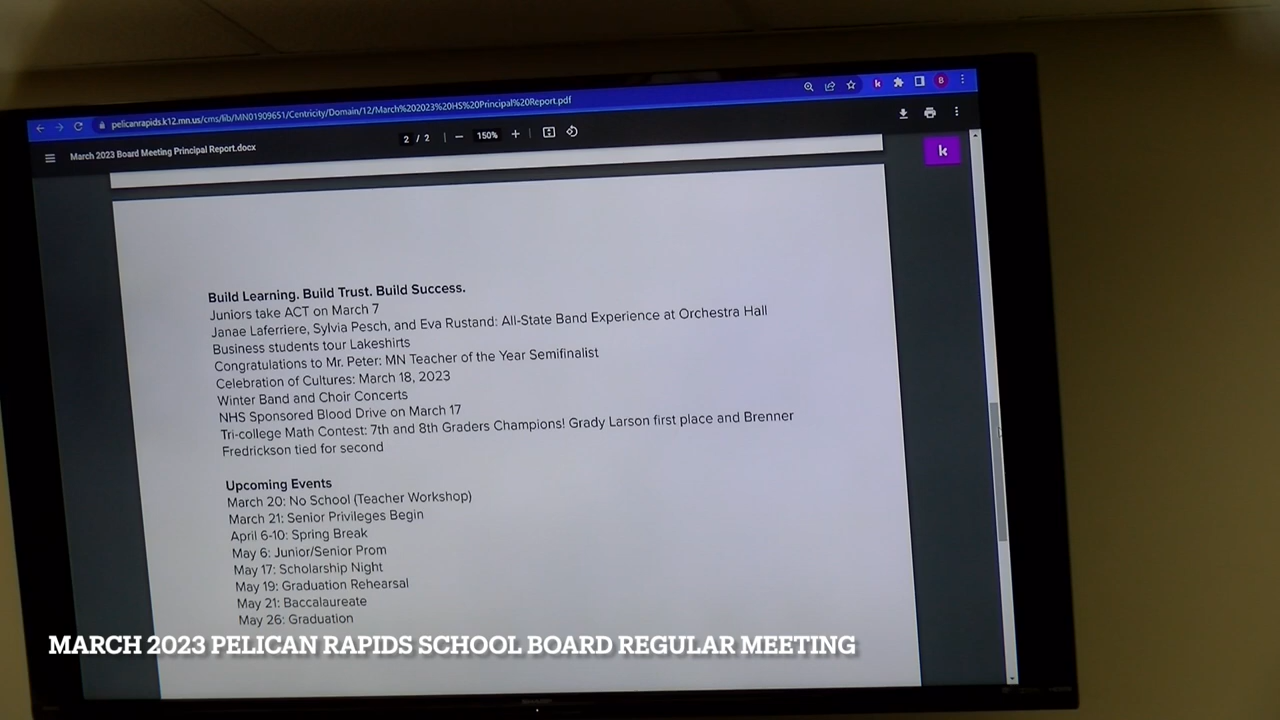 pelicanrapids.k12.mn.us/cms/lib/MN01909651/Centricity/Domain/12/March%202023%20HS%20Principal%20Report.pdf
k
B
March 2023 Board Meeting Principal Report.docx
2 / 2
150%
k
Build Learning. Build Trust. Build Success.
Juniors take ACT on March 7
Janae Laferriere, Sylvia Pesch, and Eva Rustand: All-State Band Experience at Orchestra Hall
Business students tour Lakeshirts
Congratulations to Mr. Peter: MN Teacher of the Year Semifinalist
Celebration of Cultures: March 18, 2023
Winter Band and Choir Concerts
NHS Sponsored Blood Drive on March 17
Tri-college Math Contest: 7th and 8th Graders Champions! Grady Larson first place and Brenner
Fredrickson tied for second
Upcoming Events
March 20: No School (Teacher Workshop)
March 21: Senior Privileges Begin
April 6-10: Spring Break
May 6: Junior/Senior Prom
May 17: Scholarship Night
May 19: Graduation Rehearsal
May 21: Baccalaureate
May 26: Graduation
MARCH 2023 PELICAN RAPIDS SCHOOL BOARD REGULAR MEETING